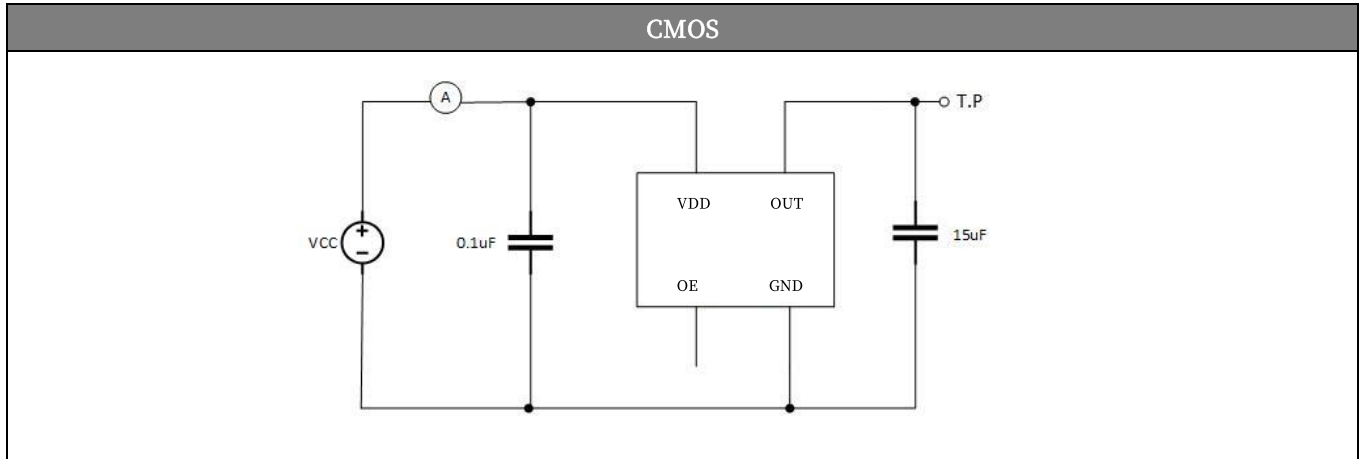 CMOS
A
T.P
VDD OUT
VCC
+
−
0.1uF
15uF
OE GND